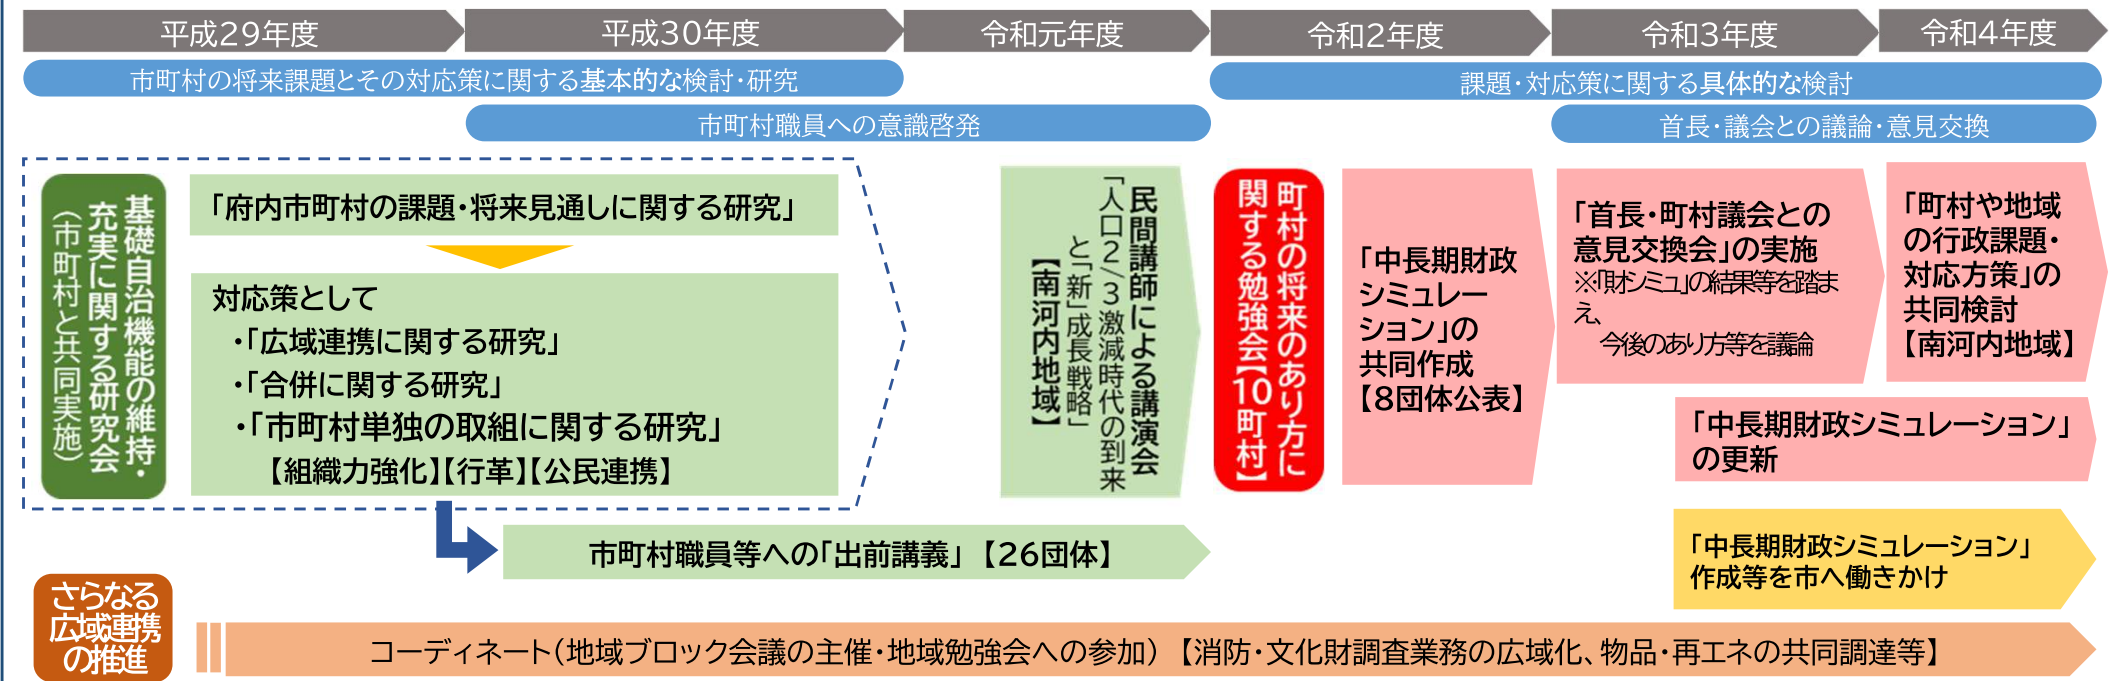 平成29年度
平成30年度
令和元年度
令和2年度
令和3年度
令和4年度
市町村の将来課題とその対応策に関する基本的な検討・研究
課題・対応策に関する具体的な検討
市町村職員への意識啓発
首長・議会との議論・意見交換
基礎自治機能の維持・
充実に関する研究会
（市町村と共同実施）
「府内市町村の課題・将来見通しに関する研究」
対応策として
・「広域連携に関する研究」
・「合併に関する研究」
・「市町村単独の取組に関する研究」
【組織力強化】【行革】【公民連携】
市町村職員等への「出前講義」【26団体】
民間講師による講演会
「人口2/3激減時代の到来
と「新」成長戦略」
【南河内地域】
町村の将来のあり方に
関する勉強会【10町村】
「中長期財政
シミュレー
ション」の
共同作成
【8団体公表】
「首長・町村議会との
意見交換会」の実施
※「財シミュ」の結果等を踏ま
え、
今後のあり方等を議論
「町村や地域
の行政課題・
対応方策」の
共同検討
【南河内地域】
「中長期財政シミュレーション」
の更新
「中長期財政シミュレーション」
作成等を市へ働きかけ
さらなる
広域連携
の推進
コーディネート（地域ブロック会議の主催・地域勉強会への参加）【消防・文化財調査業務の広域化、物品・再エネの共同調達等】